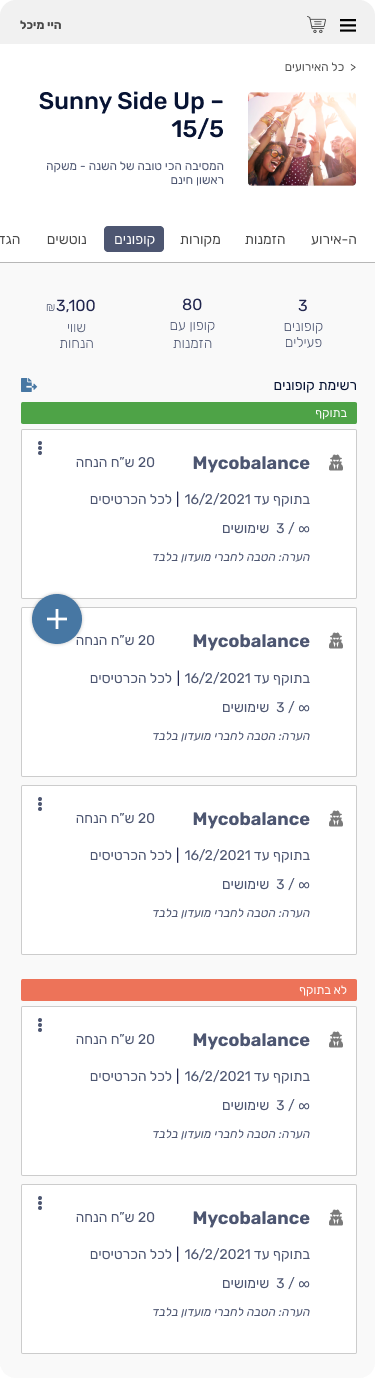 היי מיכל
< כל האירועים
Sunny Side Up –
15/5
המסיבה הכי טובה של השנה - משקה
ראשון חינם
ה-אירוע הזמנות מקורות קופונים נוטשים הגד
3
קופונים
פעילים
80
קופון עם
הזמנות
3,100₪
שווי
הנחות
רשימת קופונים
בתוקף
Mycobalance 20 ש״ח הנחה
בתוקף עד 16/2/2021 | לכל הכרטיסים
∞ / 3 שימושים
הערה: הטבה לחברי מועדון בלבד
Mycobalance 20 ש״ח הנחה
בתוקף עד 16/2/2021 | לכל הכרטיסים
∞ / 3 שימושים
הערה: הטבה לחברי מועדון בלבד
Mycobalance 20 ש״ח הנחה
בתוקף עד 16/2/2021 | לכל הכרטיסים
∞ / 3 שימושים
הערה: הטבה לחברי מועדון בלבד
לא בתוקף
Mycobalance 20 ש״ח הנחה
בתוקף עד 16/2/2021 | לכל הכרטיסים
∞ / 3 שימושים
הערה: הטבה לחברי מועדון בלבד
Mycobalance 20 ש״ח הנחה
בתוקף עד 16/2/2021 | לכל הכרטיסים
∞ / 3 שימושים
הערה: הטבה לחברי מועדון בלבד